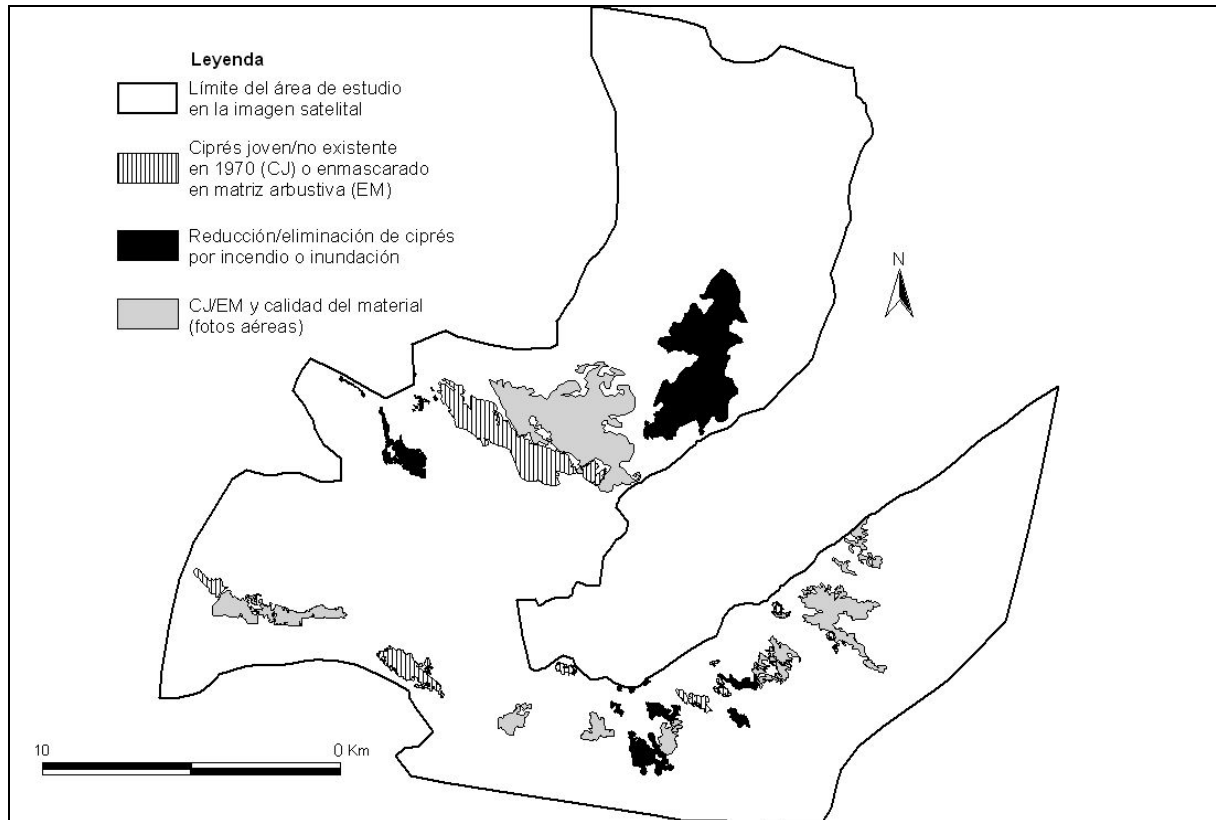 Leyenda
Límite del área de estudio
en la imagen satelital
Ciprés joven/no existente
en 1970 (CJ) o enmascarado
en matriz arbustiva (EM)
Reducción/eliminación de ciprés
por incendio o inundación
CJ/EM y calidad del material
(fotos aéreas)
N
10 0 Km